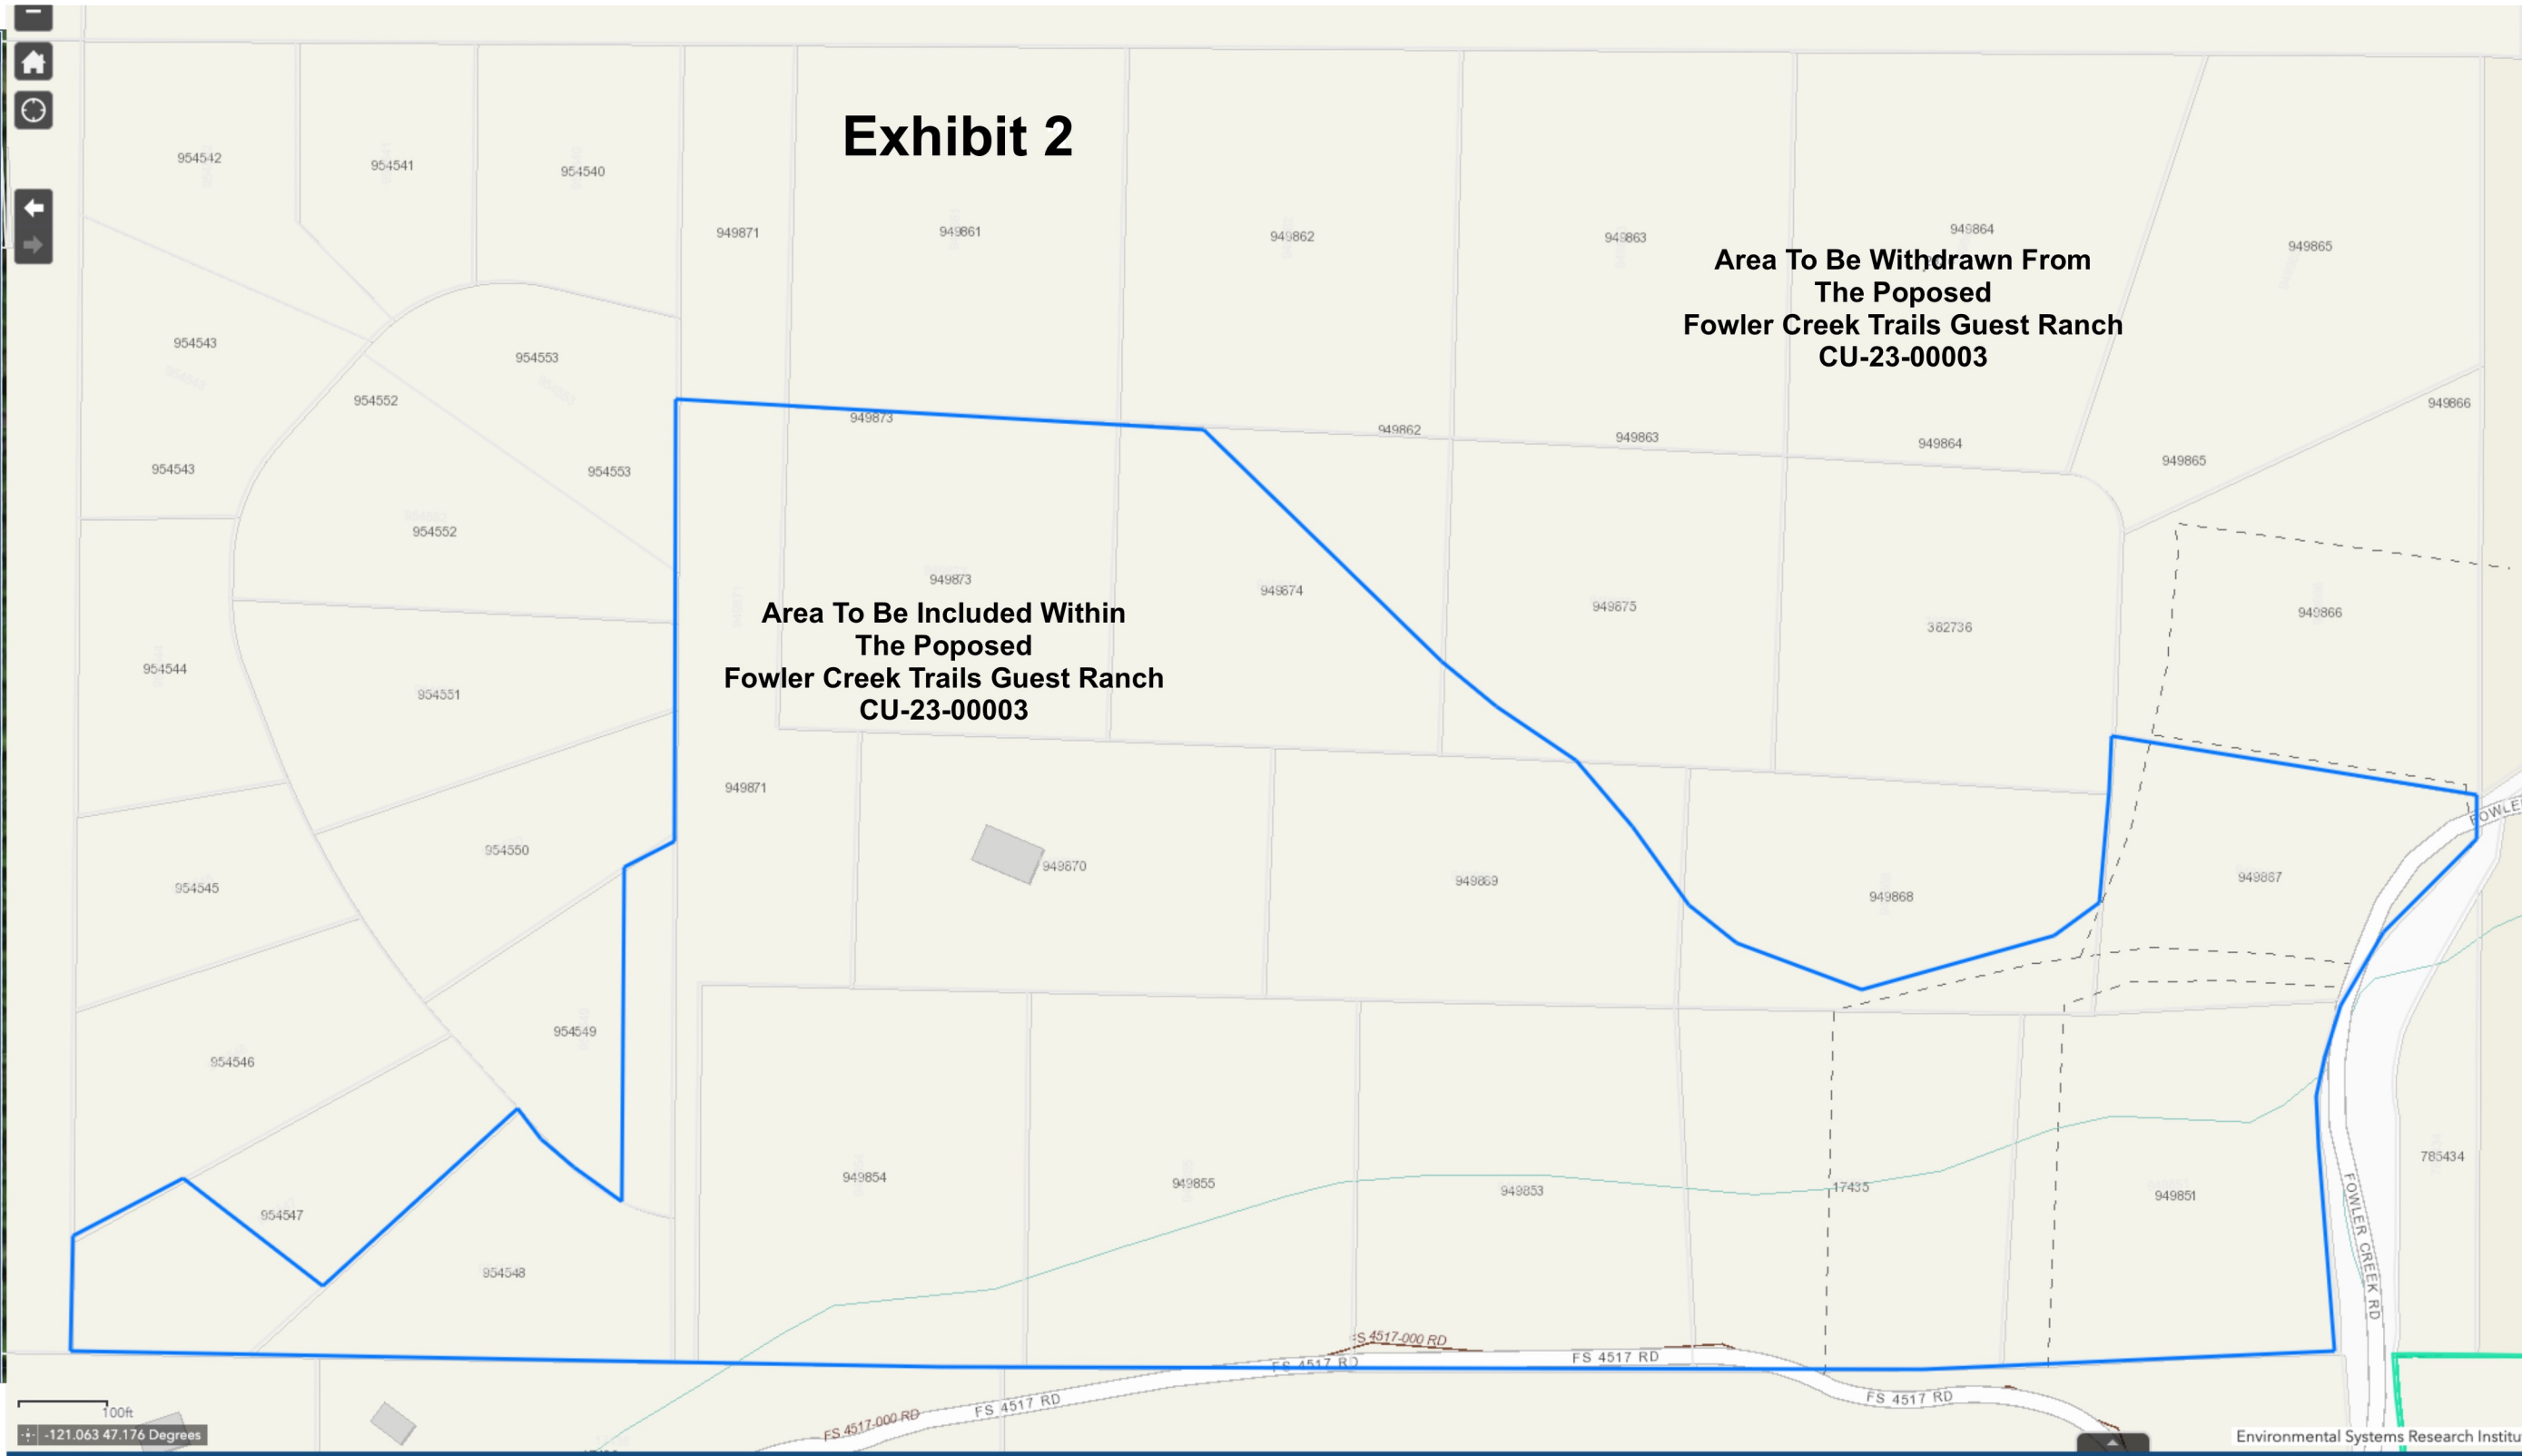 Exhibit 2
954542
954541
954540
949871
949861
949862
949863
949864
949865
Area To Be Withdrawn From
The Poposed
Fowler Creek Trails Guest Ranch
CU-23-00003
954543
954553
954552
949873
949862
949863
949864
949865
949866
954543
954553
954552
949873
949874
949875
382736
949866
Area To Be Included Within
The Poposed
Fowler Creek Trails Guest Ranch
CU-23-00003
954544
954551
949871
954550
954545
949870
949869
949868
949867
FOWLE
954549
954546
949854
949855
949853
17435
949851
785434
954547
954548
FOWLER CREEK RD
FS 4517-000 RD
FS 4517 RD
FS 4517 RD
FS 4517 RD
FS 4517 RD
FS 4517-000 RD
100ft
-121.063 47.176 Degrees
Environmental Systems Research Institu